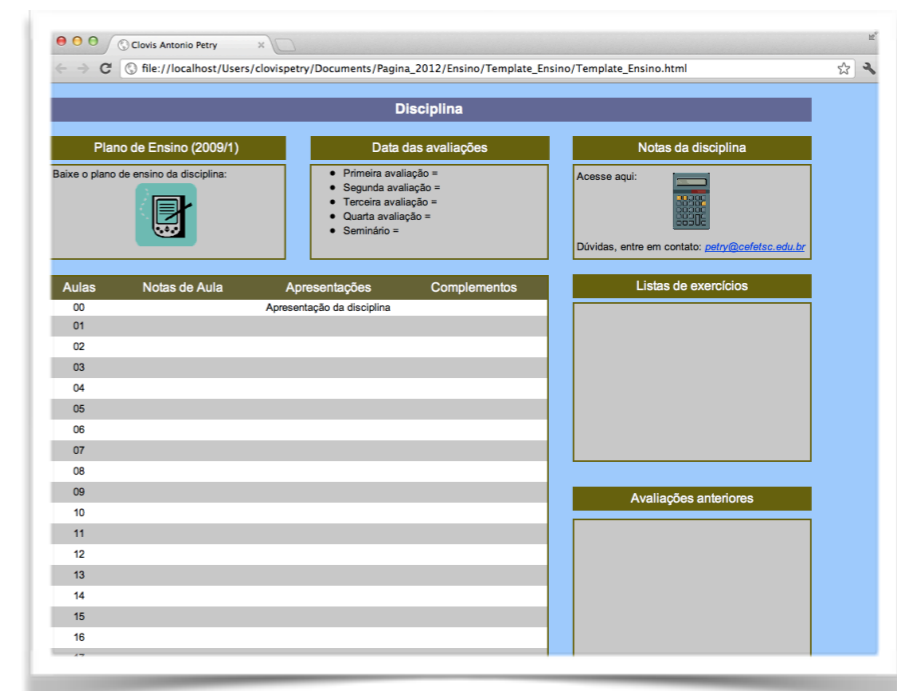 Clovis Antonio Petry
file://localhost/Users/clovispetry/Documents/Pagina_2012/Ensino/Template_Ensino/Template_Ensino.html
Disciplina
Plano de Ensino (2009/1)
Baixe o plano de ensino da disciplina:
Data das avaliações
Primeira avaliação =
Segunda avaliação =
Terceira avaliação =
Quarta avaliação =
Seminário =
Notas da disciplina
Acesse aqui:
Dúvidas, entre em contato: petry@cefetsc.edu.br
Aulas Notas de Aula Apresentações Complementos
00 Apresentação da disciplina
01
02
03
04
05
06
07
08
09
10
11
12
13
14
15
16
Listas de exercícios
Avaliações anteriores